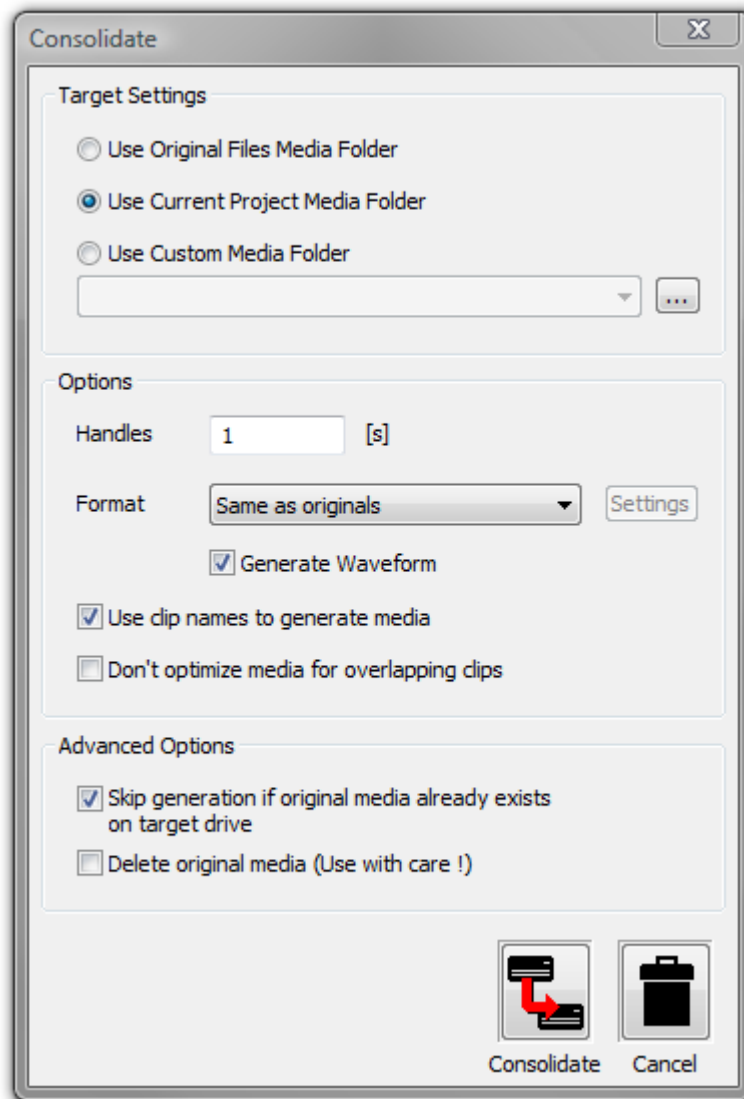 Consolidate
Target Settings
Use Original Files Media Folder
Use Current Project Media Folder
Use Custom Media Folder
...
Options
Handles 1 [s]
Format Same as originals Settings
Generate Waveform
Use clip names to generate media
Don't optimize media for overlapping clips
Advanced Options
Skip generation if original media already exists
on target drive
Delete original media (Use with care !)
Consolidate Cancel